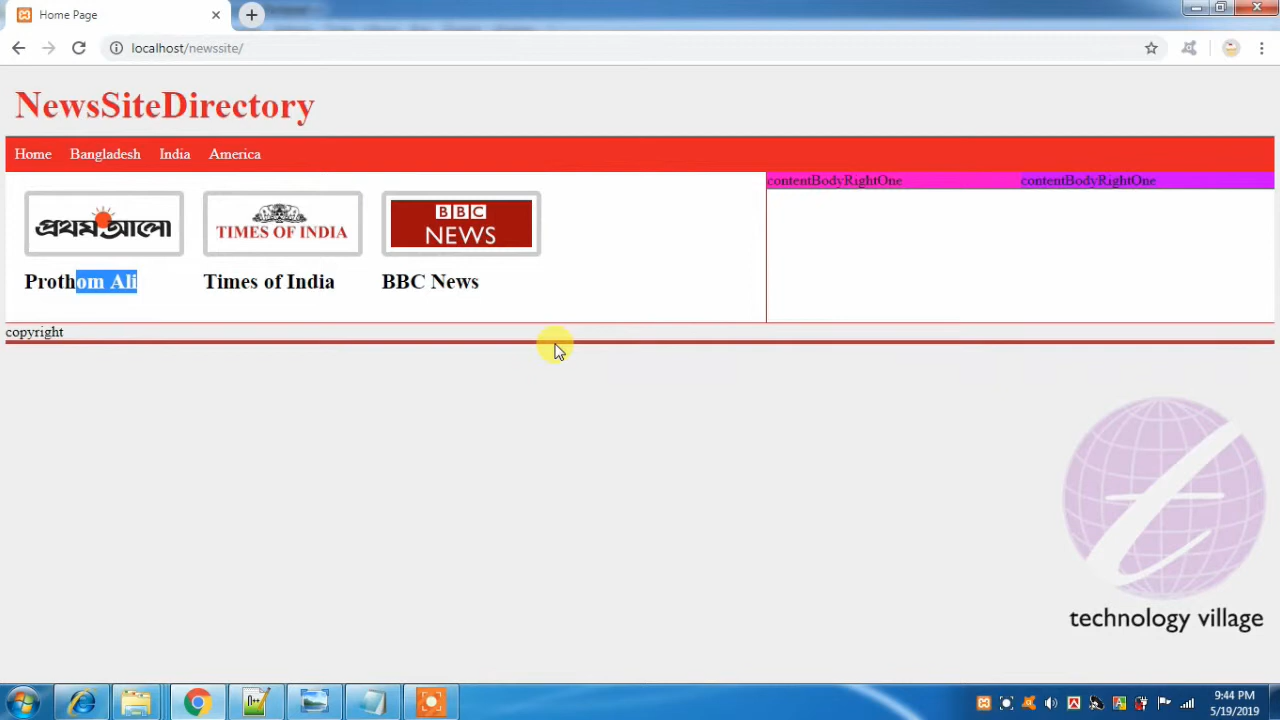 Home Page
localhost/newssite/
NewsSiteDirectory
Home Bangladesh India America
contentBodyRightOne contentBodyRightOne
প্রথম আলো TIMES OF INDIA BBC NEWS
Prothom Ali Times of India BBC News
copyright
technology village
9:44 PM
5/19/2019